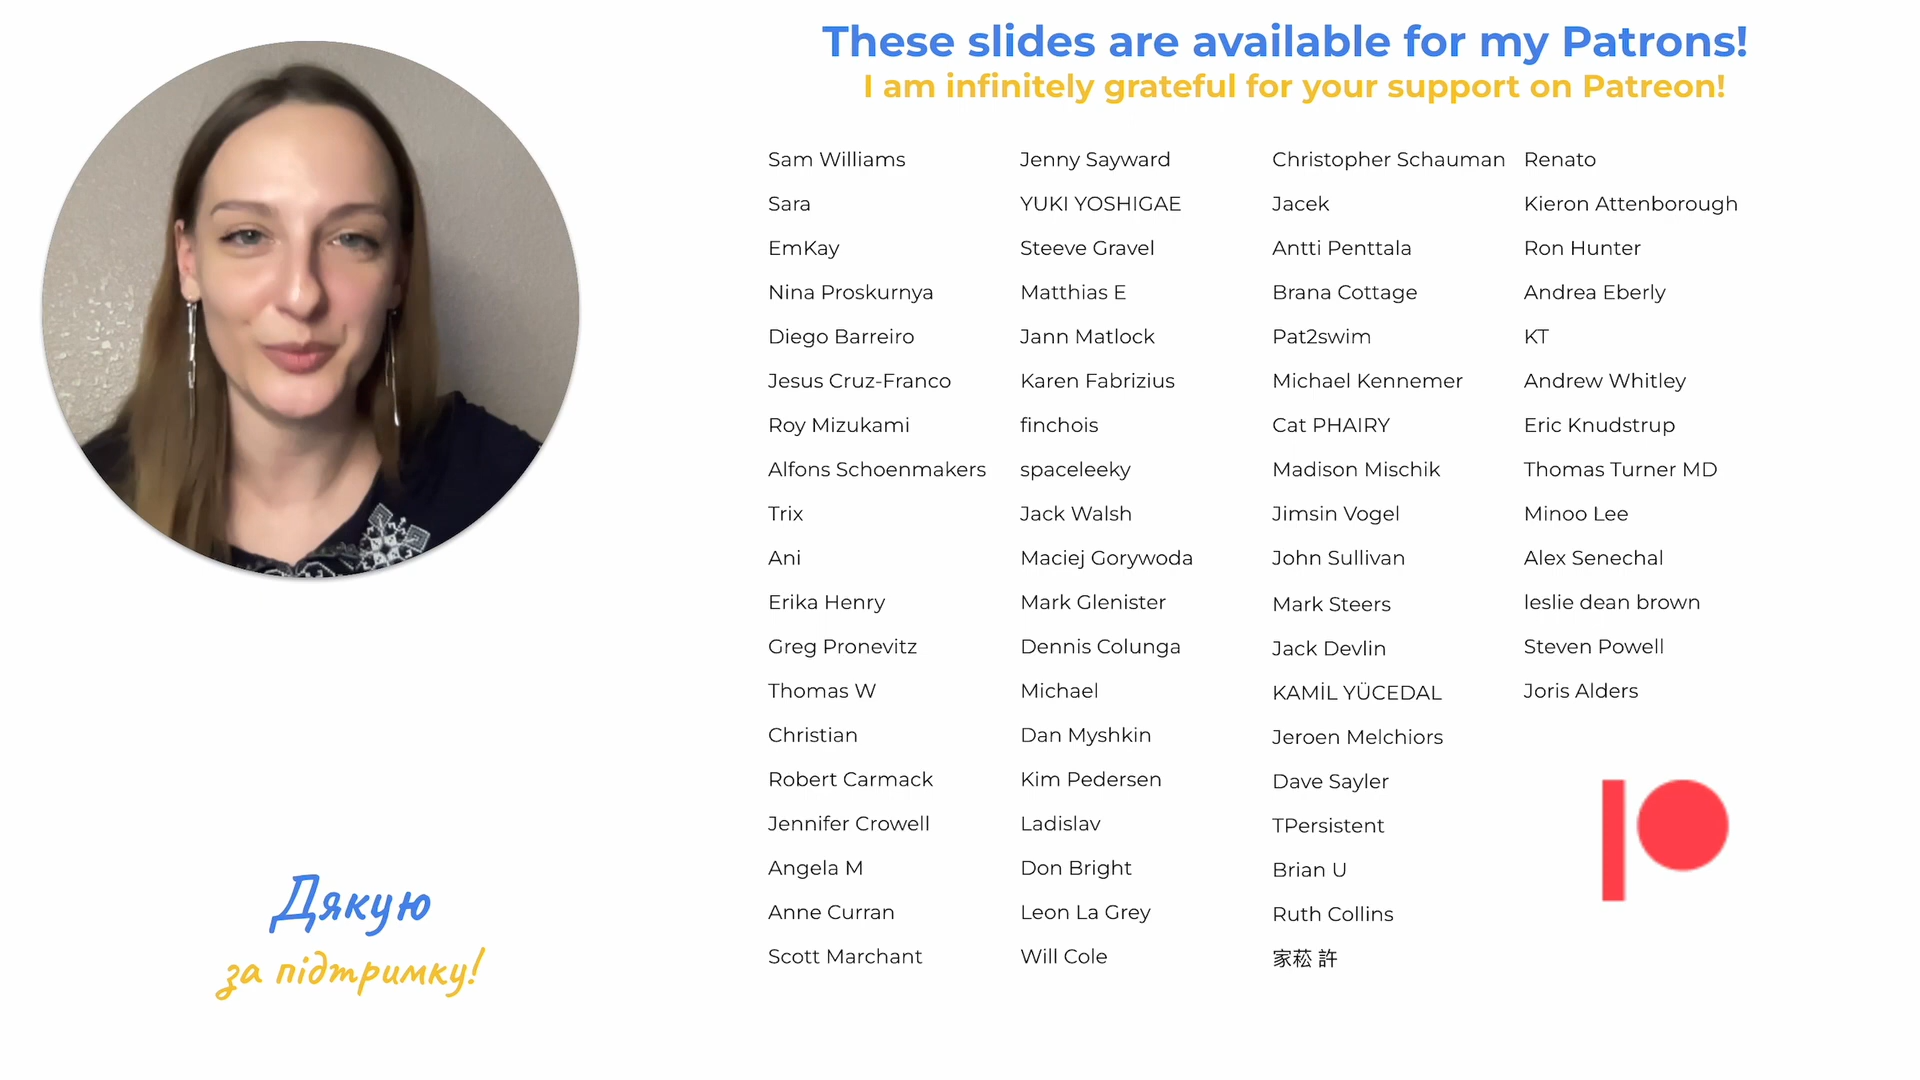 These slides are available for my Patrons!
I am infinitely grateful for your support on Patreon!
Sam Williams
Sara
EmKay
Nina Proskurnya
Diego Barreiro
Jesus Cruz-Franco
Roy Mizukami
Alfons Schoenmakers
Trix
Ani
Erika Henry
Greg Pronevitz
Thomas W
Christian
Robert Carmack
Jennifer Crowell
Angela M
Anne Curran
Scott Marchant
Jenny Sayward
YUKI YOSHIGAE
Steeve Gravel
Matthias E
Jann Matlock
Karen Fabrizius
finchois
spaceleeky
Jack Walsh
Maciej Gorywoda
Mark Glenister
Dennis Colunga
Michael
Dan Myshkin
Kim Pedersen
Ladislav
Don Bright
Leon La Grey
Will Cole
Christopher Schauman
Jacek
Antti Penttala
Brana Cottage
Pat2swim
Michael Kennemer
Cat PHAIRY
Madison Mischik
Jimsin Vogel
John Sullivan
Mark Steers
Jack Devlin
KAMİL YÜCEDAL
Jeroen Melchiors
Dave Sayler
TPersistent
Brian U
Ruth Collins
家菘 許
Renato
Kieron Attenborough
Ron Hunter
Andrea Eberly
KT
Andrew Whitley
Eric Knudstrup
Thomas Turner MD
Minoo Lee
Alex Senechal
leslie dean brown
Steven Powell
Joris Alders
Дякую
за підтримку!